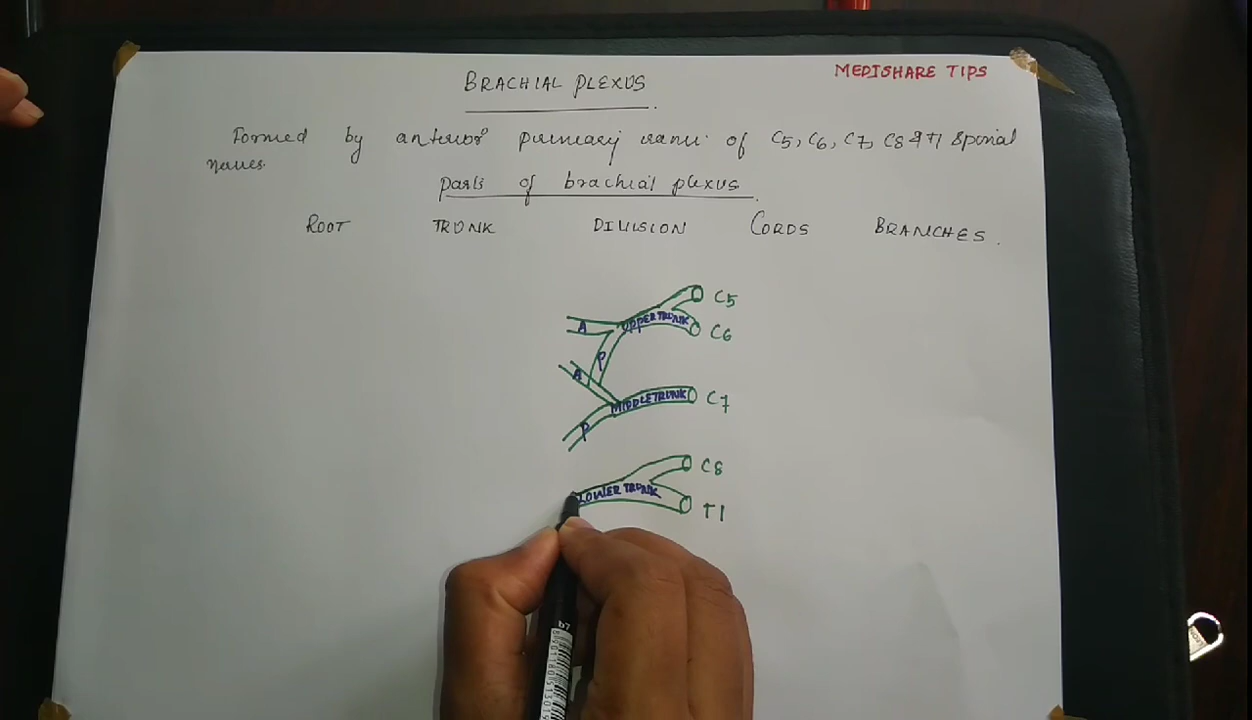 BRACHIAL PLEXUS
MEDISHARE TIPS
Formed by anterior primary rami of C5, C6, C7, C8 & T1 Spinal
nerves.
parts of brachial plexus.
ROOT TRUNK DIVISION CORDS BRANCHES.
C5
A UPPER TRUNK C6
P
A
MIDDLE TRUNK C7
P
C8
LOWER TRUNK
T1
b7